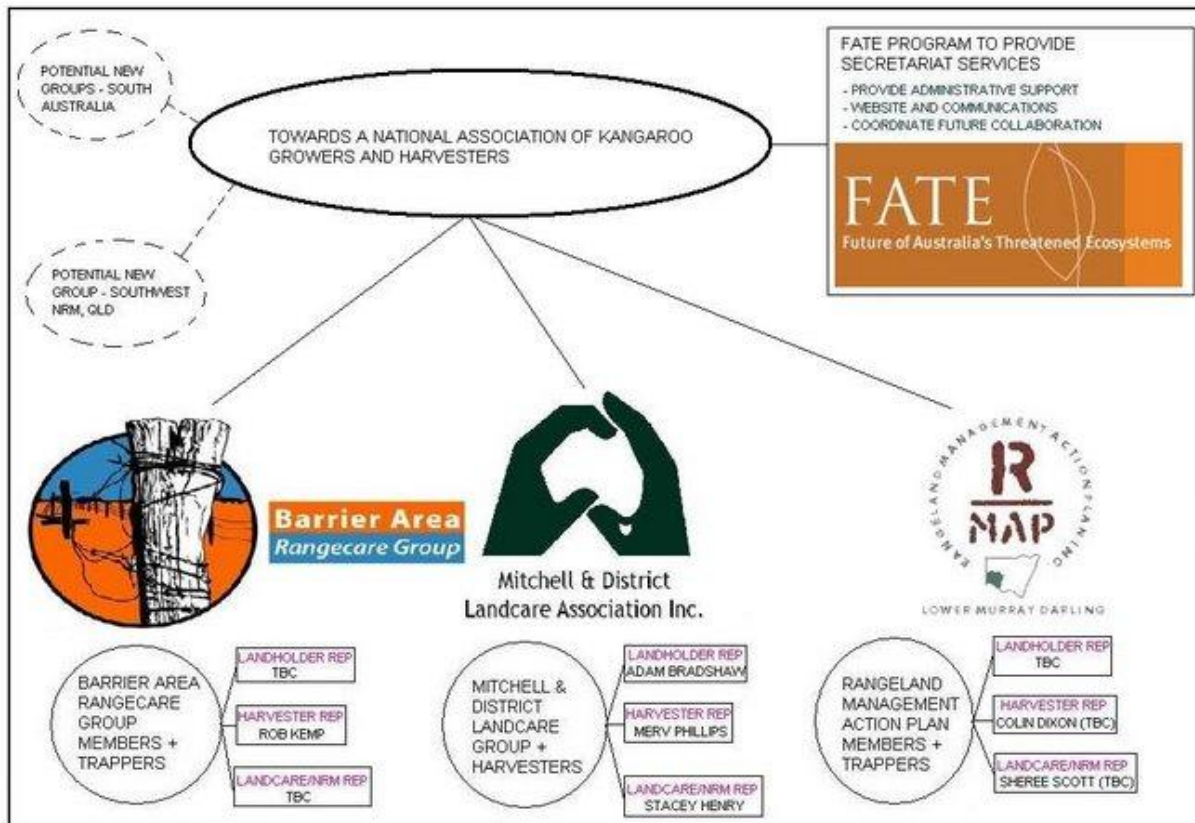 POTENTIAL NEW
GROUPS - SOUTH
AUSTRALIA
TOWARDS A NATIONAL ASSOCIATION OF KANGAROO
GROWERS AND HARVESTERS
FATE PROGRAM TO PROVIDE
SECRETARIAT SERVICES
- PROVIDE ADMINISTRATIVE SUPPORT
- WEBSITE AND COMMUNICATIONS
- COORDINATE FUTURE COLLABORATION
FATE
Future of Australia's Threatened Ecosystems
POTENTIAL NEW
GROUP - SOUTHWEST
NRM, QLD
Barrier Area
Rangecare Group
Mitchell & District
Landcare Association Inc.
RANGELAND MANAGEMENT ACTION PLANNING
R
MAP
LOWER MURRAY DARLING
BARRIER AREA
RANGECARE
GROUP
MEMBERS +
TRAPPERS
LANDHOLDER REP
TBC
HARVESTER REP
ROB KEMP
LANDCARE/NRM REP
TBC
MITCHELL &
DISTRICT
LANDCARE
GROUP +
HARVESTERS
LANDHOLDER REP
ADAM BRADSHAW
HARVESTER REP
MERV PHILLIPS
LANDCARE/NRM REP
STACEY HENRY
RANGELAND
MANAGEMENT
ACTION PLAN
MEMBERS +
TRAPPERS
LANDHOLDER REP
TBC
HARVESTER REP
COLIN DIXON (TBC)
LANDCARE/NRM REP
SHEREE SCOTT (TBC)